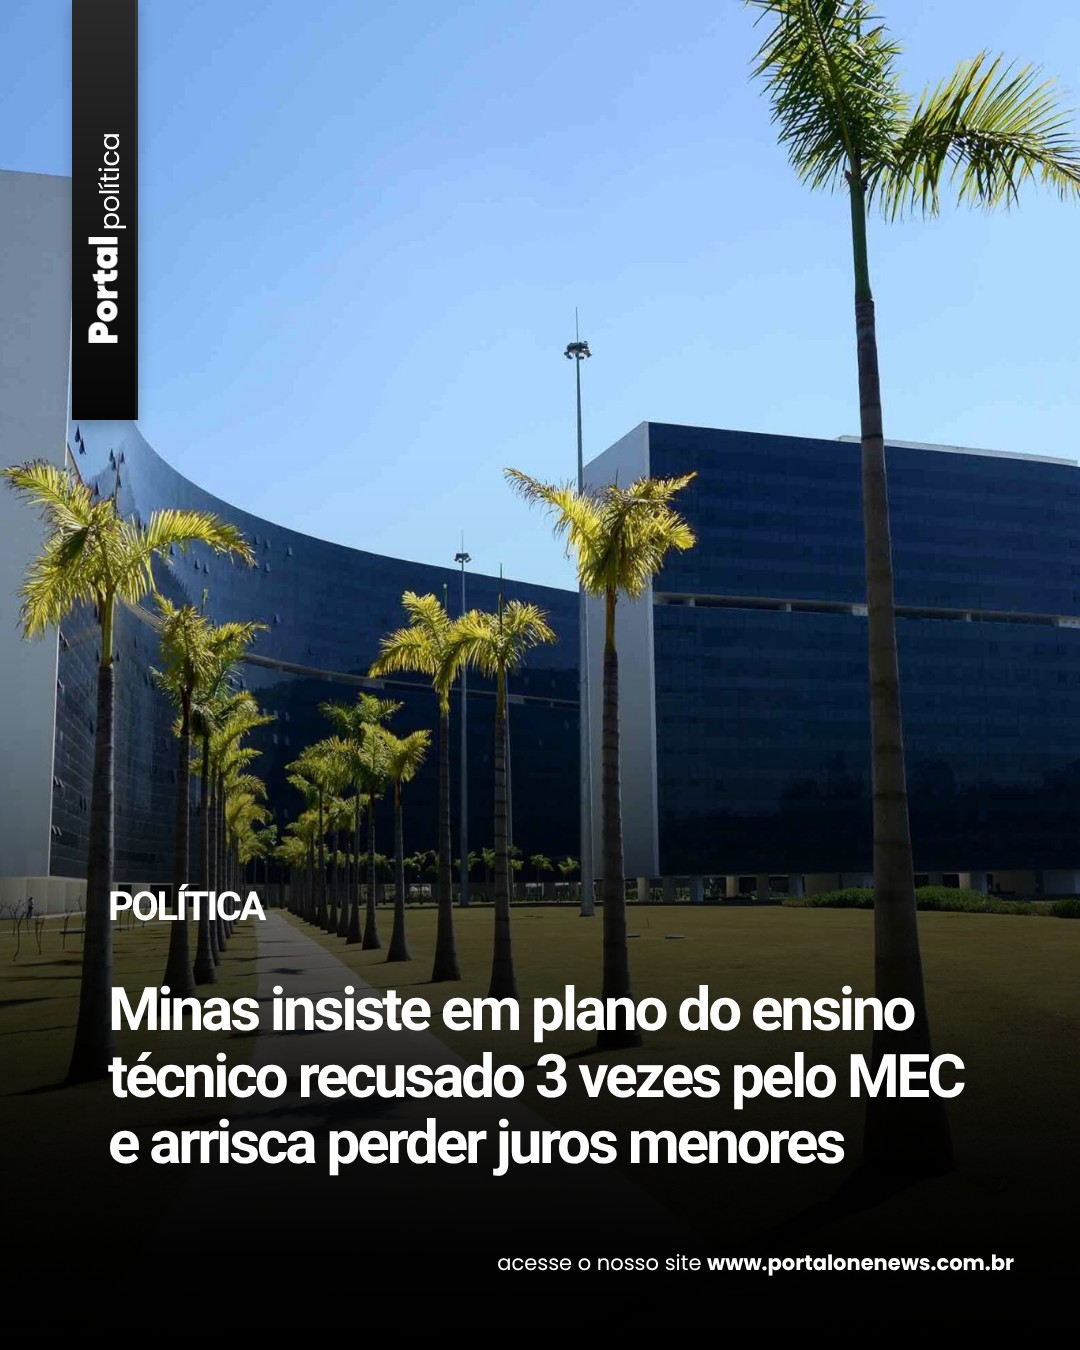 Portal política
POLÍTICA
Minas insiste em plano do ensino
técnico recusado 3 vezes pelo MEC
e arrisca perder juros menores
acesse o nosso site www.portalonenews.com.br